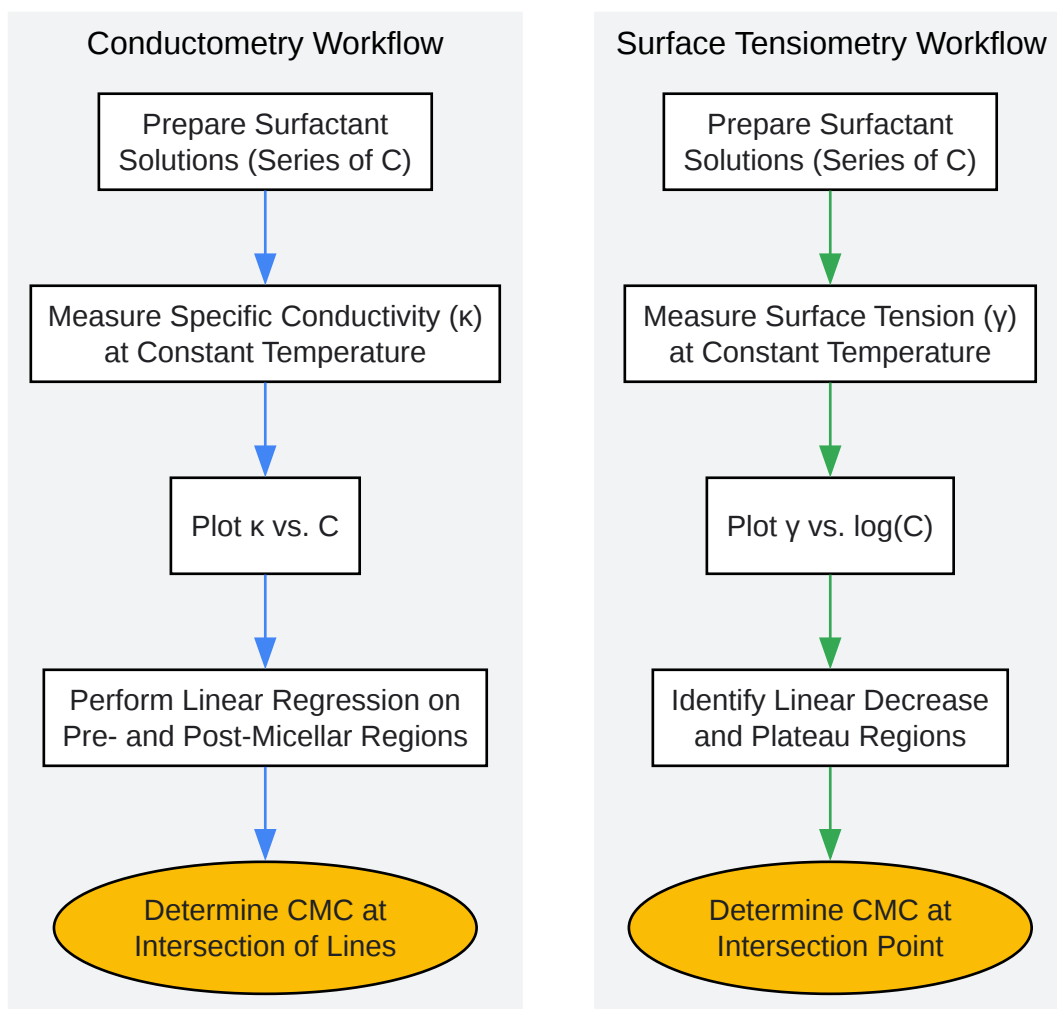 Conductometry Workflow
Prepare Surfactant
Solutions (Series of C)
Measure Specific Conductivity (κ)
at Constant Temperature
Plot κ vs. C
Perform Linear Regression on
Pre- and Post-Micellar Regions
Determine CMC at
Intersection of Lines
Surface Tensiometry Workflow
Prepare Surfactant
Solutions (Series of C)
Measure Surface Tension (γ)
at Constant Temperature
Plot γ vs. log(C)
Identify Linear Decrease
and Plateau Regions
Determine CMC at
Intersection Point